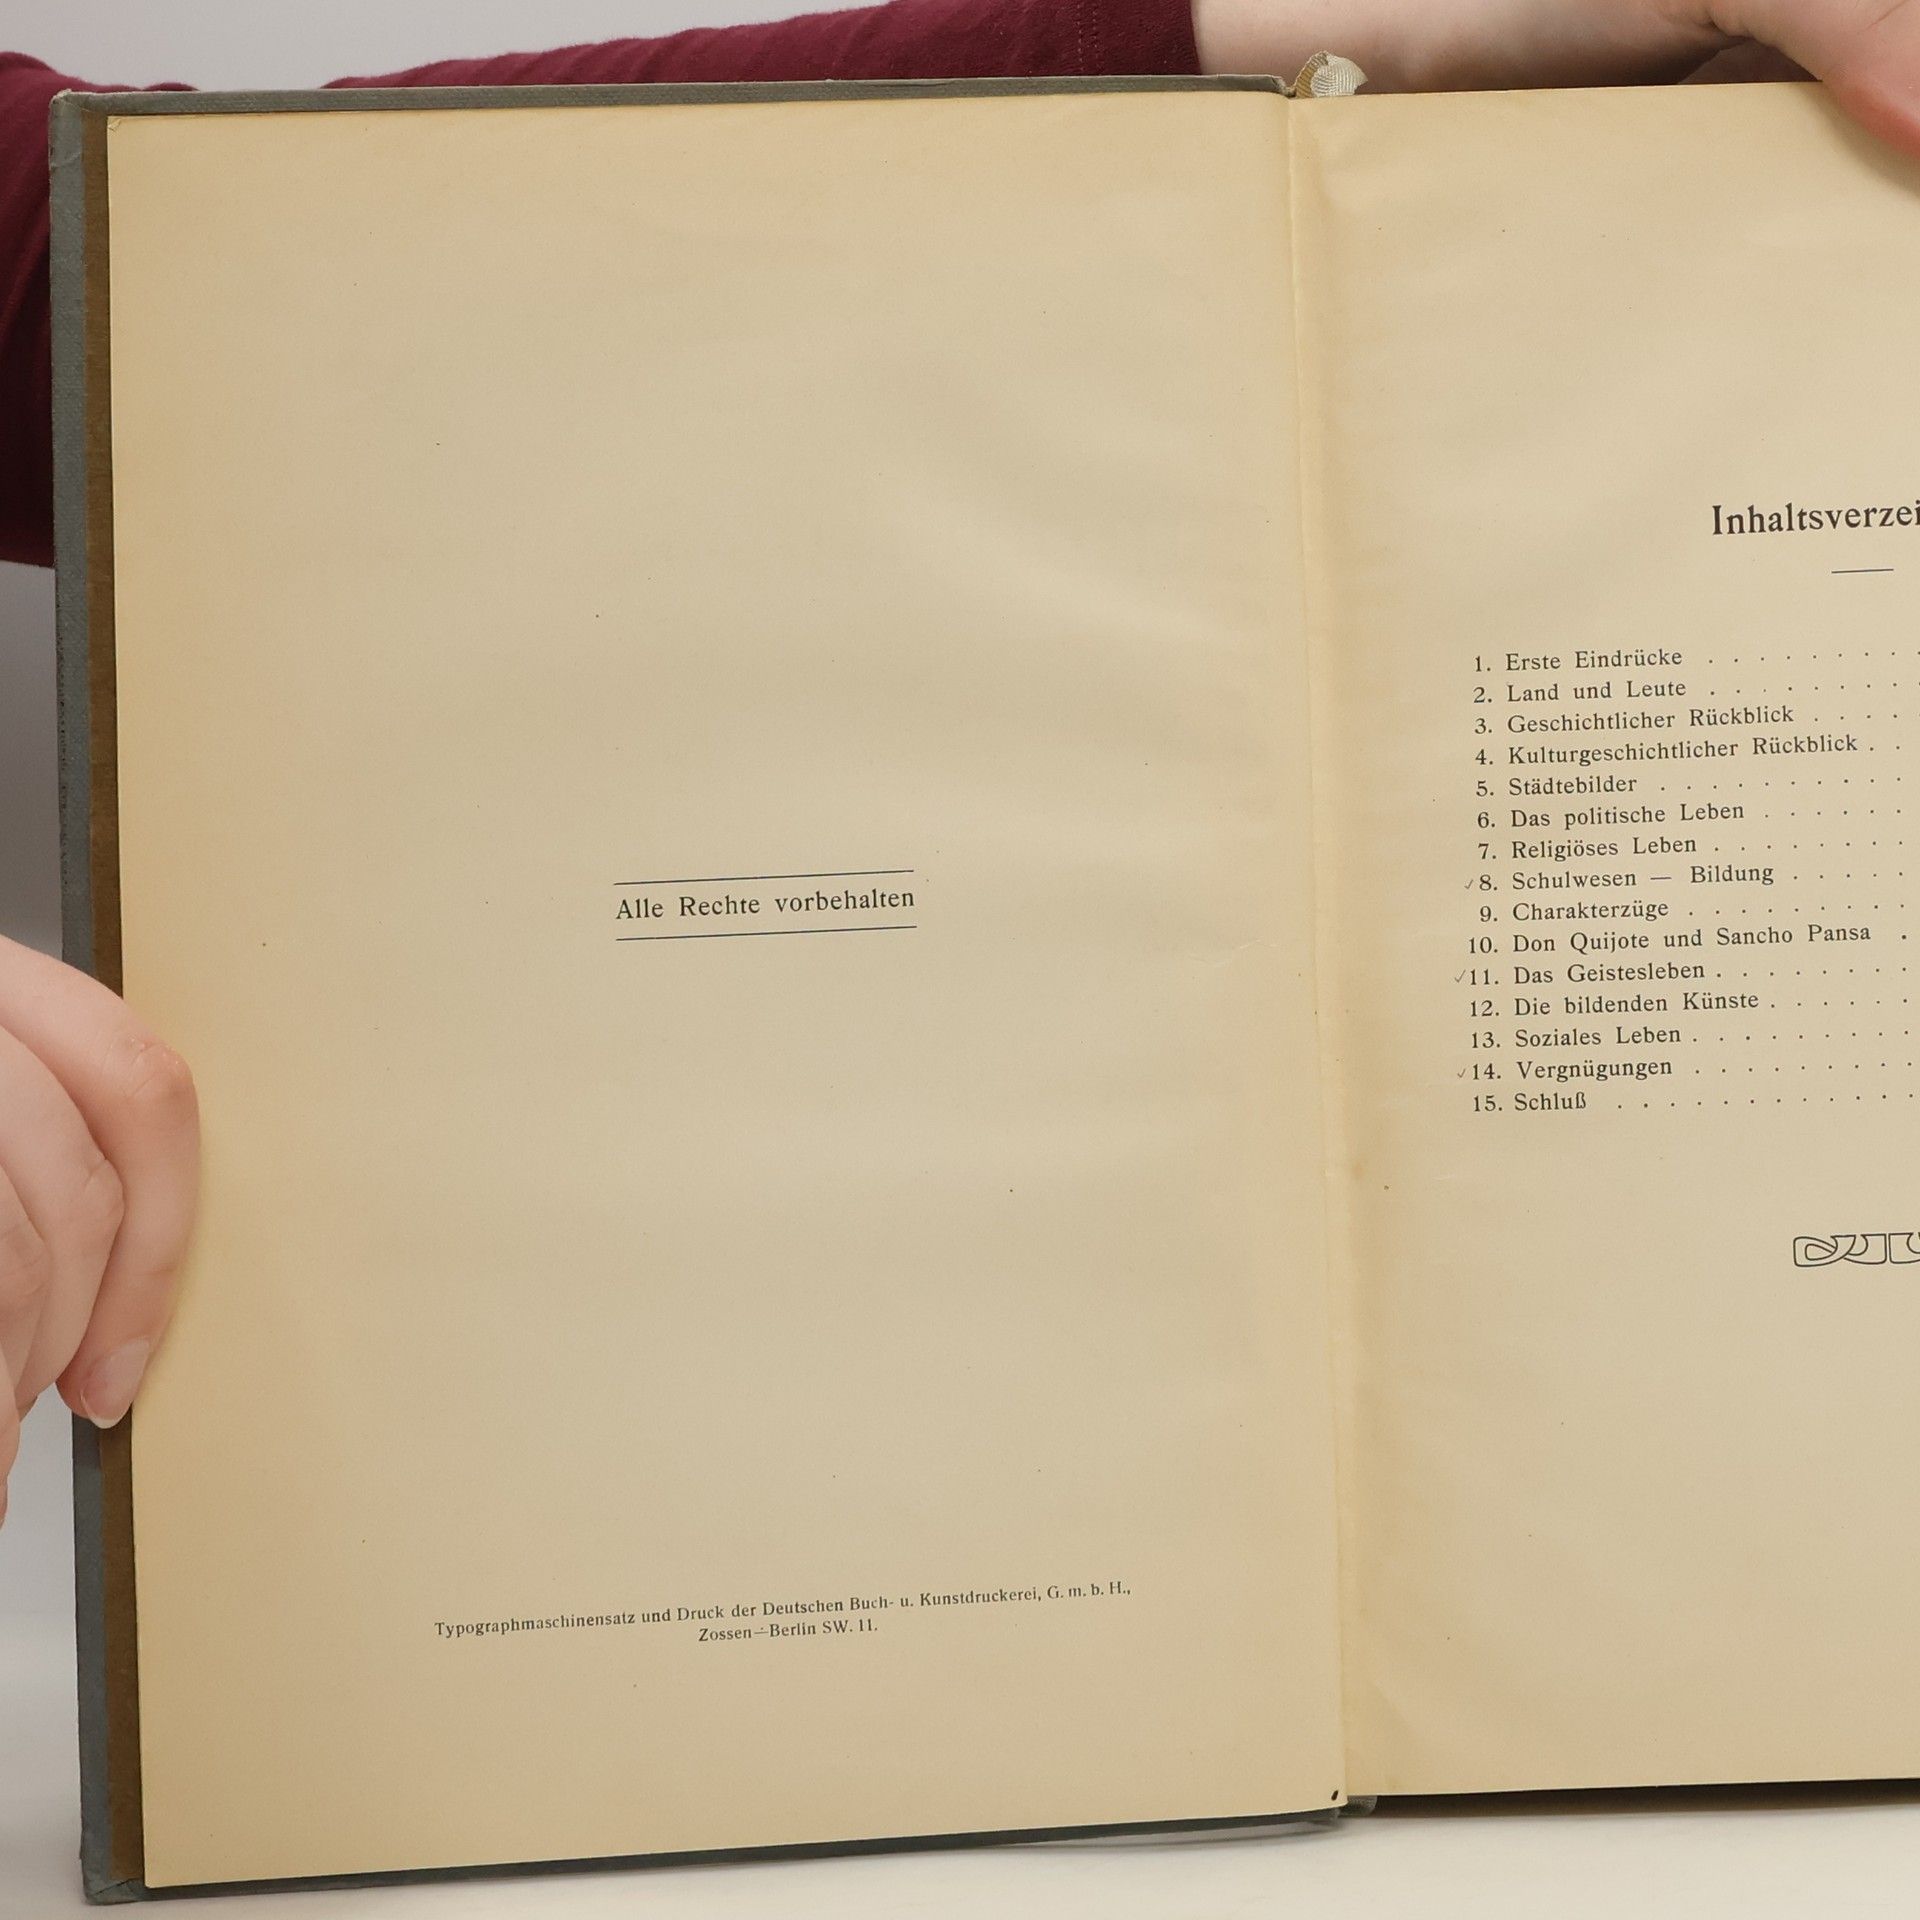 Alle Rechte vorbehalten
Typographmaschinensatz und Druck der Deutschen Buch- u. Kunstdruckerei, G. m. b. H.,
Zossen–Berlin SW. 11.
Inhaltsverzei
1. Erste Eindrücke . . . . . . . . .
2. Land und Leute . . . . . . . . .
3. Geschichtlicher Rückblick . . . .
4. Kulturgeschichtlicher Rückblick . .
5. Städtebilder . . . . . . . . . .
6. Das politische Leben . . . . . .
7. Religiöses Leben . . . . . . . .
✓8. Schulwesen — Bildung . . . . .
9. Charakterzüge . . . . . . . . .
10. Don Quijote und Sancho Pansa .
✓11. Das Geistesleben . . . . . . . .
12. Die bildenden Künste . . . . . .
13. Soziales Leben . . . . . . . . .
✓14. Vergnügungen . . . . . . . . .
15. Schluß . . . . . . . . . . . .